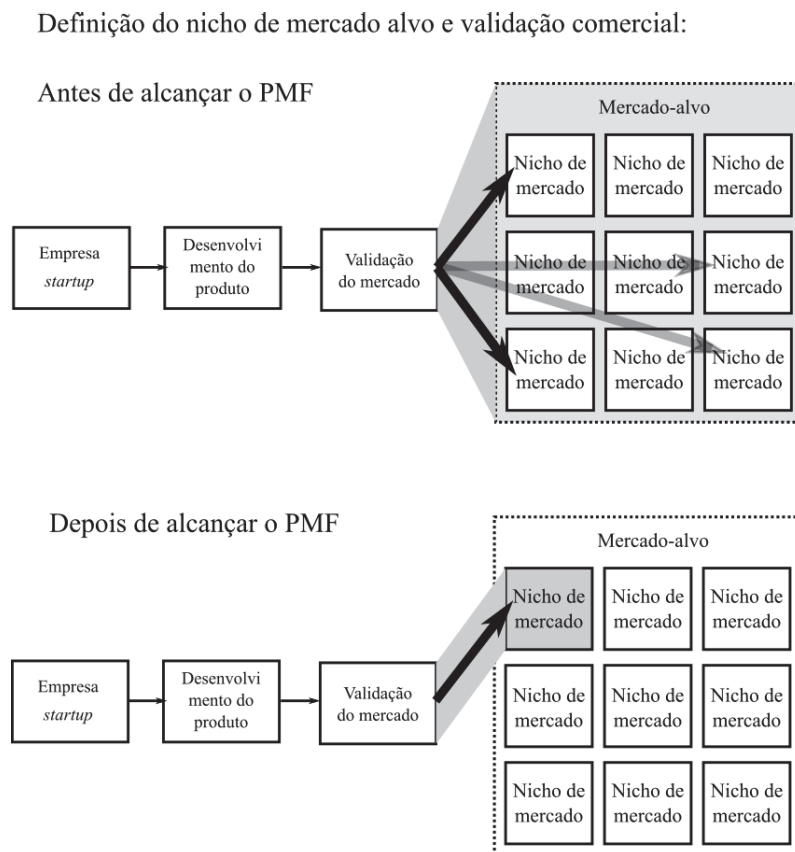 Definição do nicho de mercado alvo e validação comercial:
Antes de alcançar o PMF
Mercado-alvo
Nicho de
mercado
Nicho de
mercado
Nicho de
mercado
Empresa
startup
Desenvolvi
mento do
produto
Validação
do mercado
Nicho de
mercado
Nicho de
mercado
Nicho de
mercado
Nicho de
mercado
Nicho de
mercado
Nicho de
mercado
Depois de alcançar o PMF
Mercado-alvo
Nicho de
mercado
Nicho de
mercado
Nicho de
mercado
Empresa
startup
Desenvolvi
mento do
produto
Validação
do mercado
Nicho de
mercado
Nicho de
mercado
Nicho de
mercado
Nicho de
mercado
Nicho de
mercado
Nicho de
mercado